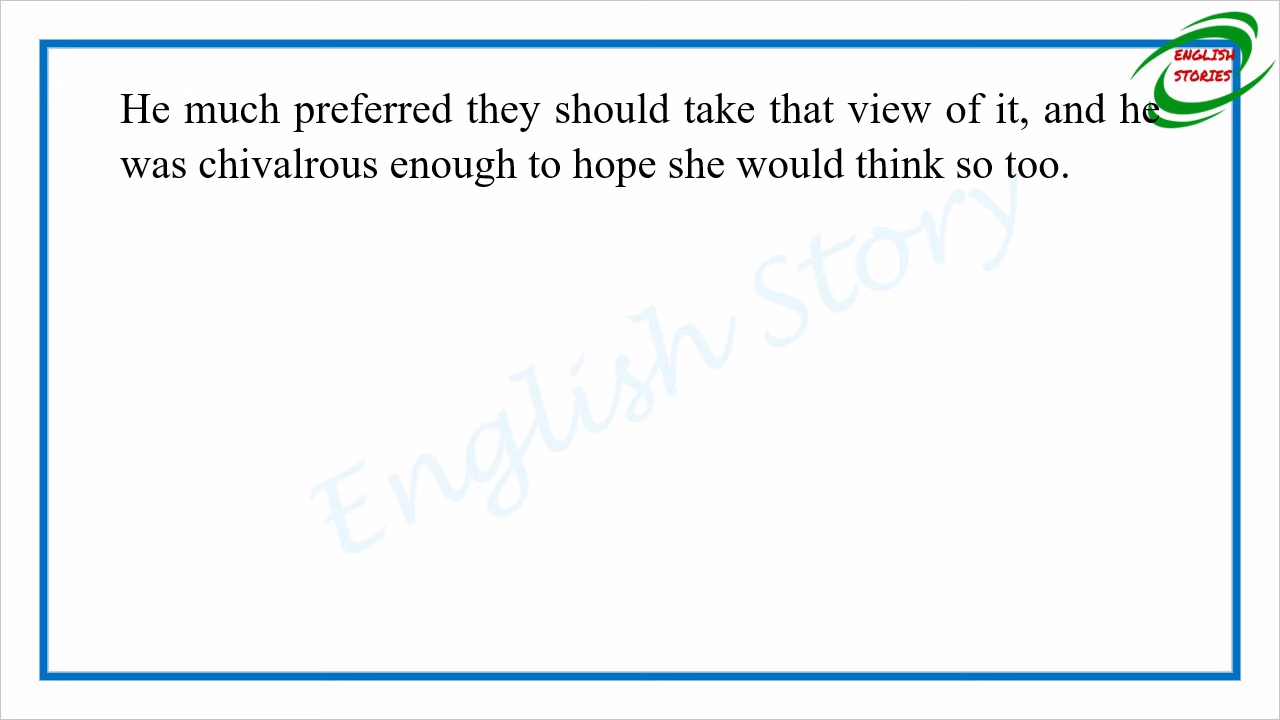 ENGLISH
STORIES
He much preferred they should take that view of it, and he
was chivalrous enough to hope she would think so too.
English Story